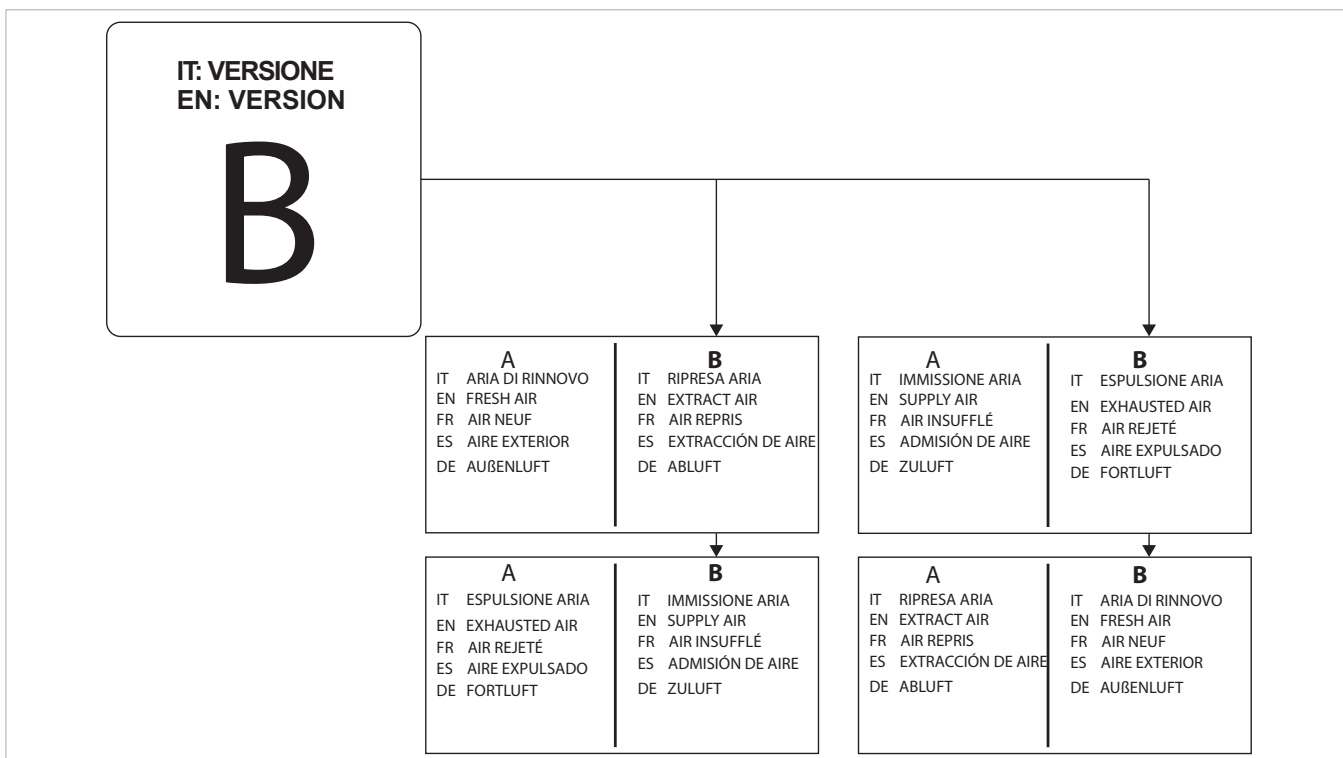 IT: VERSIONE
EN: VERSION
B
A
IT ARIA DI RINNOVO
EN FRESH AIR
FR AIR NEUF
ES AIRE EXTERIOR
DE AUßENLUFT
B
IT RIPRESA ARIA
EN EXTRACT AIR
FR AIR REPRIS
ES EXTRACCIÓN DE AIRE
DE ABLUFT
A
IT IMMISSIONE ARIA
EN SUPPLY AIR
FR AIR INSUFFLÉ
ES ADMISIÓN DE AIRE
DE ZULUFT
B
IT ESPULSIONE ARIA
EN EXHAUSTED AIR
FR AIR REJETÉ
ES AIRE EXPULSADO
DE FORTLUFT
A
IT ESPULSIONE ARIA
EN EXHAUSTED AIR
FR AIR REJETÉ
ES AIRE EXPULSADO
DE FORTLUFT
B
IT IMMISSIONE ARIA
EN SUPPLY AIR
FR AIR INSUFFLÉ
ES ADMISIÓN DE AIRE
DE ZULUFT
A
IT RIPRESA ARIA
EN EXTRACT AIR
FR AIR REPRIS
ES EXTRACCIÓN DE AIRE
DE ABLUFT
B
IT ARIA DI RINNOVO
EN FRESH AIR
FR AIR NEUF
ES AIRE EXTERIOR
DE AUßENLUFT